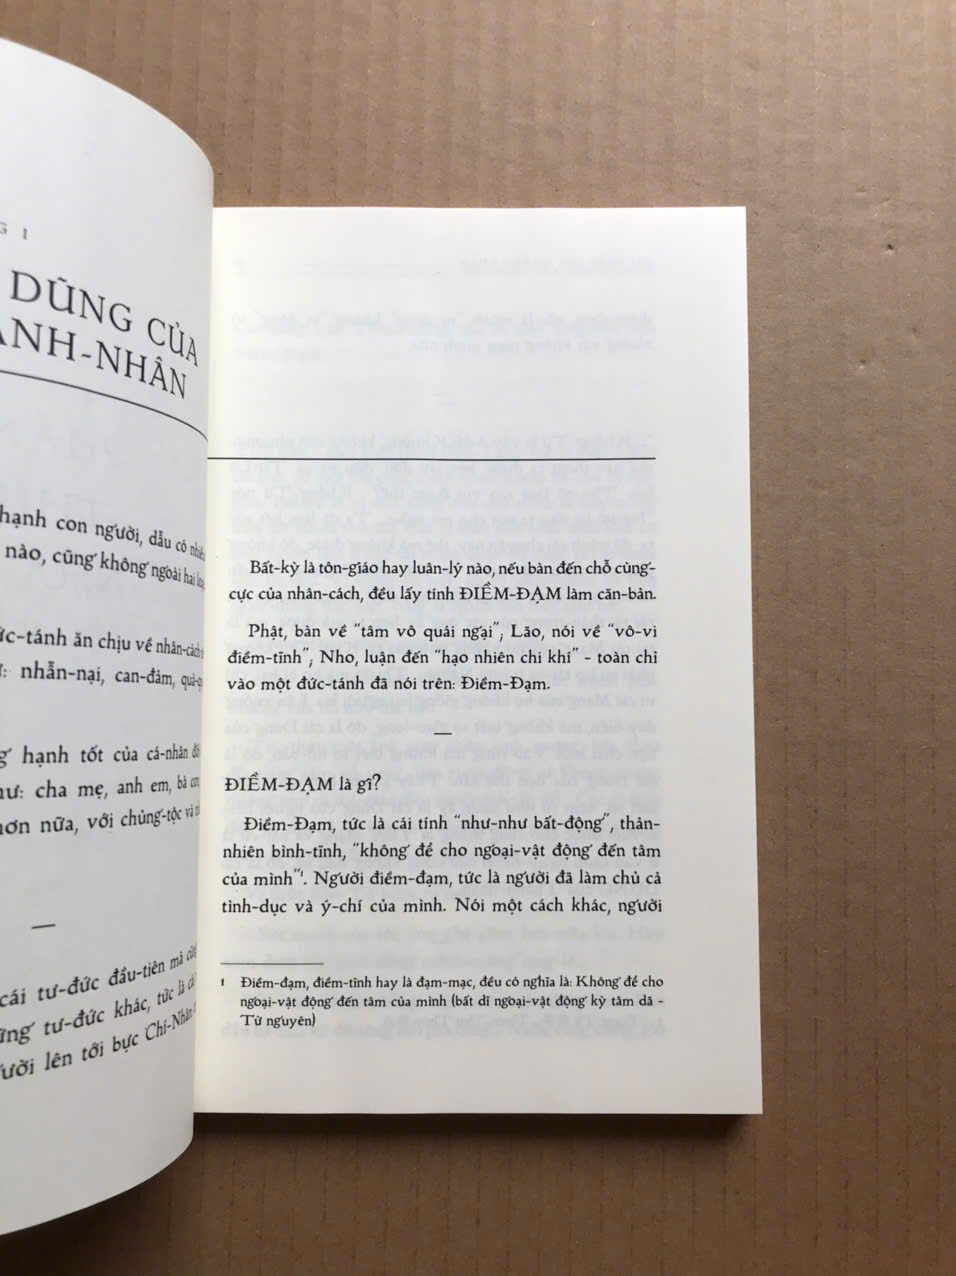 G I
DŨNG CỦA
ANH-NHÂN
hạnh con người, dẫu có
nào, cũng không ngoài hai
ức-tánh ăn chịu về nhân-cách
nhẫn-nại, can-đảm,
hạnh tốt của cá-nhân
cha mẹ, anh em, bà con
hơn nữa, với chủng-tộc
cái tư-đức đầu-tiên mà
tư-đức khác, tức là
lên tới bực Chí-Nhân
Bất-kỳ là tôn-giáo hay luân-lý nào, nếu bàn đến chỗ cùng-
cực của nhân-cách, đều lấy tính ĐIỀM-ĐẠM làm căn-bản.
Phật, bàn về “tâm vô quái ngại”; Lão, nói về “vô-vi
điềm-tĩnh”; Nho, luận đến “hạo nhiên chi khí” - toàn chỉ
vào một đức-tánh đã nói trên: Điềm-Đạm.
—
ĐIỀM-ĐẠM là gì?
Điềm-Đạm, tức là cái tính “như-như bất-động”, thản-
nhiên bình-tĩnh, “không để cho ngoại-vật động đến tâm
của mình”¹. Người điềm-đạm, tức là người đã làm chủ cả
tình-dục và ý-chí của mình. Nói một cách khác, người
1 Điềm-đạm, điềm-tĩnh hay là đạm-mạc, đều có nghĩa là: Không để cho
ngoại-vật động đến tâm của mình (bất dĩ ngoại-vật động kỳ tâm dã -
Từ nguyên)